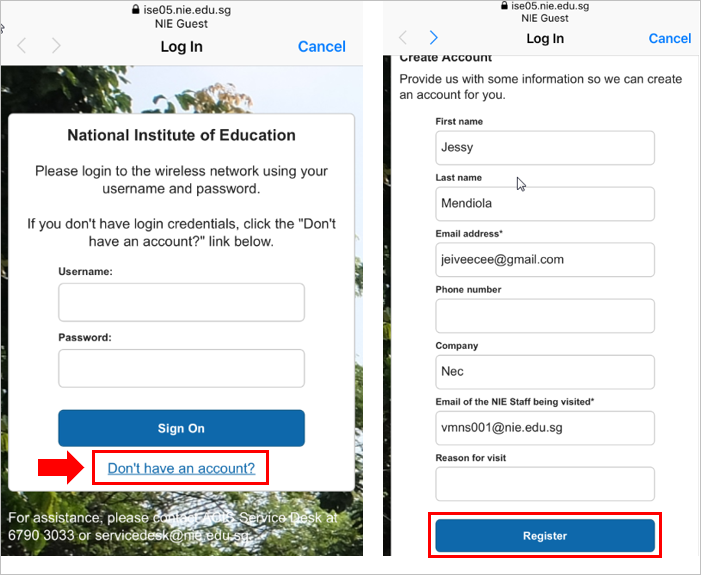 ise05.nie.edu.sg
NIE Guest
Log In
Cancel
National Institute of Education
Please login to the wireless network using your
username and password.
If you don't have login credentials, click the "Don't
have an account?" link below.
Username:
Password:
Sign On
Don't have an account?
For assistance, please contact ACIS Service Desk at
6790 3033 or servicedesk@nie.edu.sg
ise05.nie.edu.sg
NIE Guest
Log In
Cancel
Create Account
Provide us with some information so we can create
an account for you.
First name
Jessy
Last name
Mendiola
Email address*
jeiveecee@gmail.com
Phone number
Company
Nec
Email of the NIE Staff being visited*
vmns001@nie.edu.sg
Reason for visit
Register